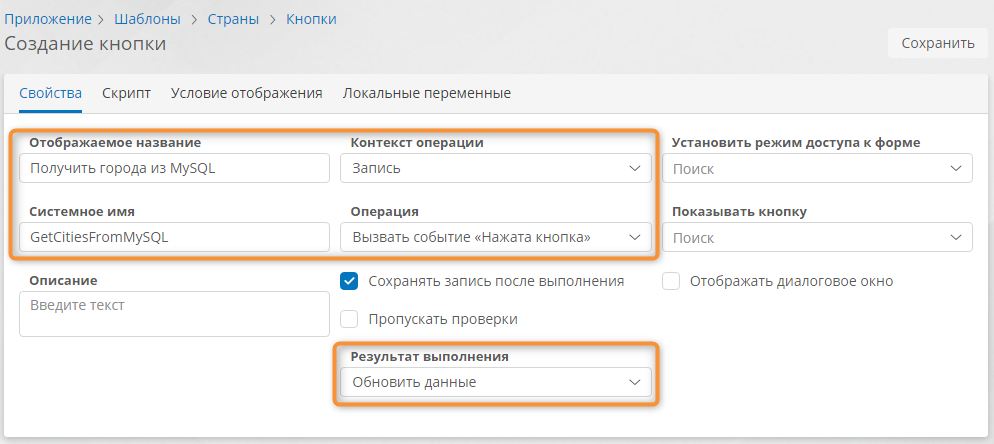 Приложение > Шаблоны > Страны > Кнопки
Создание кнопки
Сохранить
Свойства Скрипт Условие отображения Локальные переменные
Отображаемое название Контекст операции Установить режим доступа к форме
Получить города из MySQL Запись Поиск
Системное имя Операция Показывать кнопку
GetCitiesFromMySQL Вызвать событие «Нажата кнопка» Поиск
Описание Сохранять запись после выполнения Отображать диалоговое окно
Введите текст
Пропускать проверки
Результат выполнения
Обновить данные